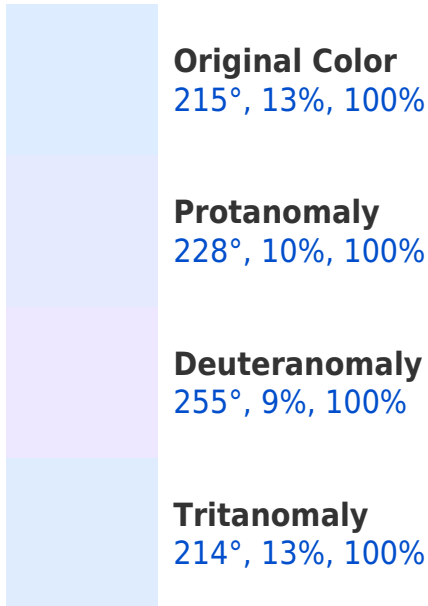 Original Color
215°, 13%, 100%
Protanomaly
228°, 10%, 100%
Deuteranomaly
255°, 9%, 100%
Tritanomaly
214°, 13%, 100%